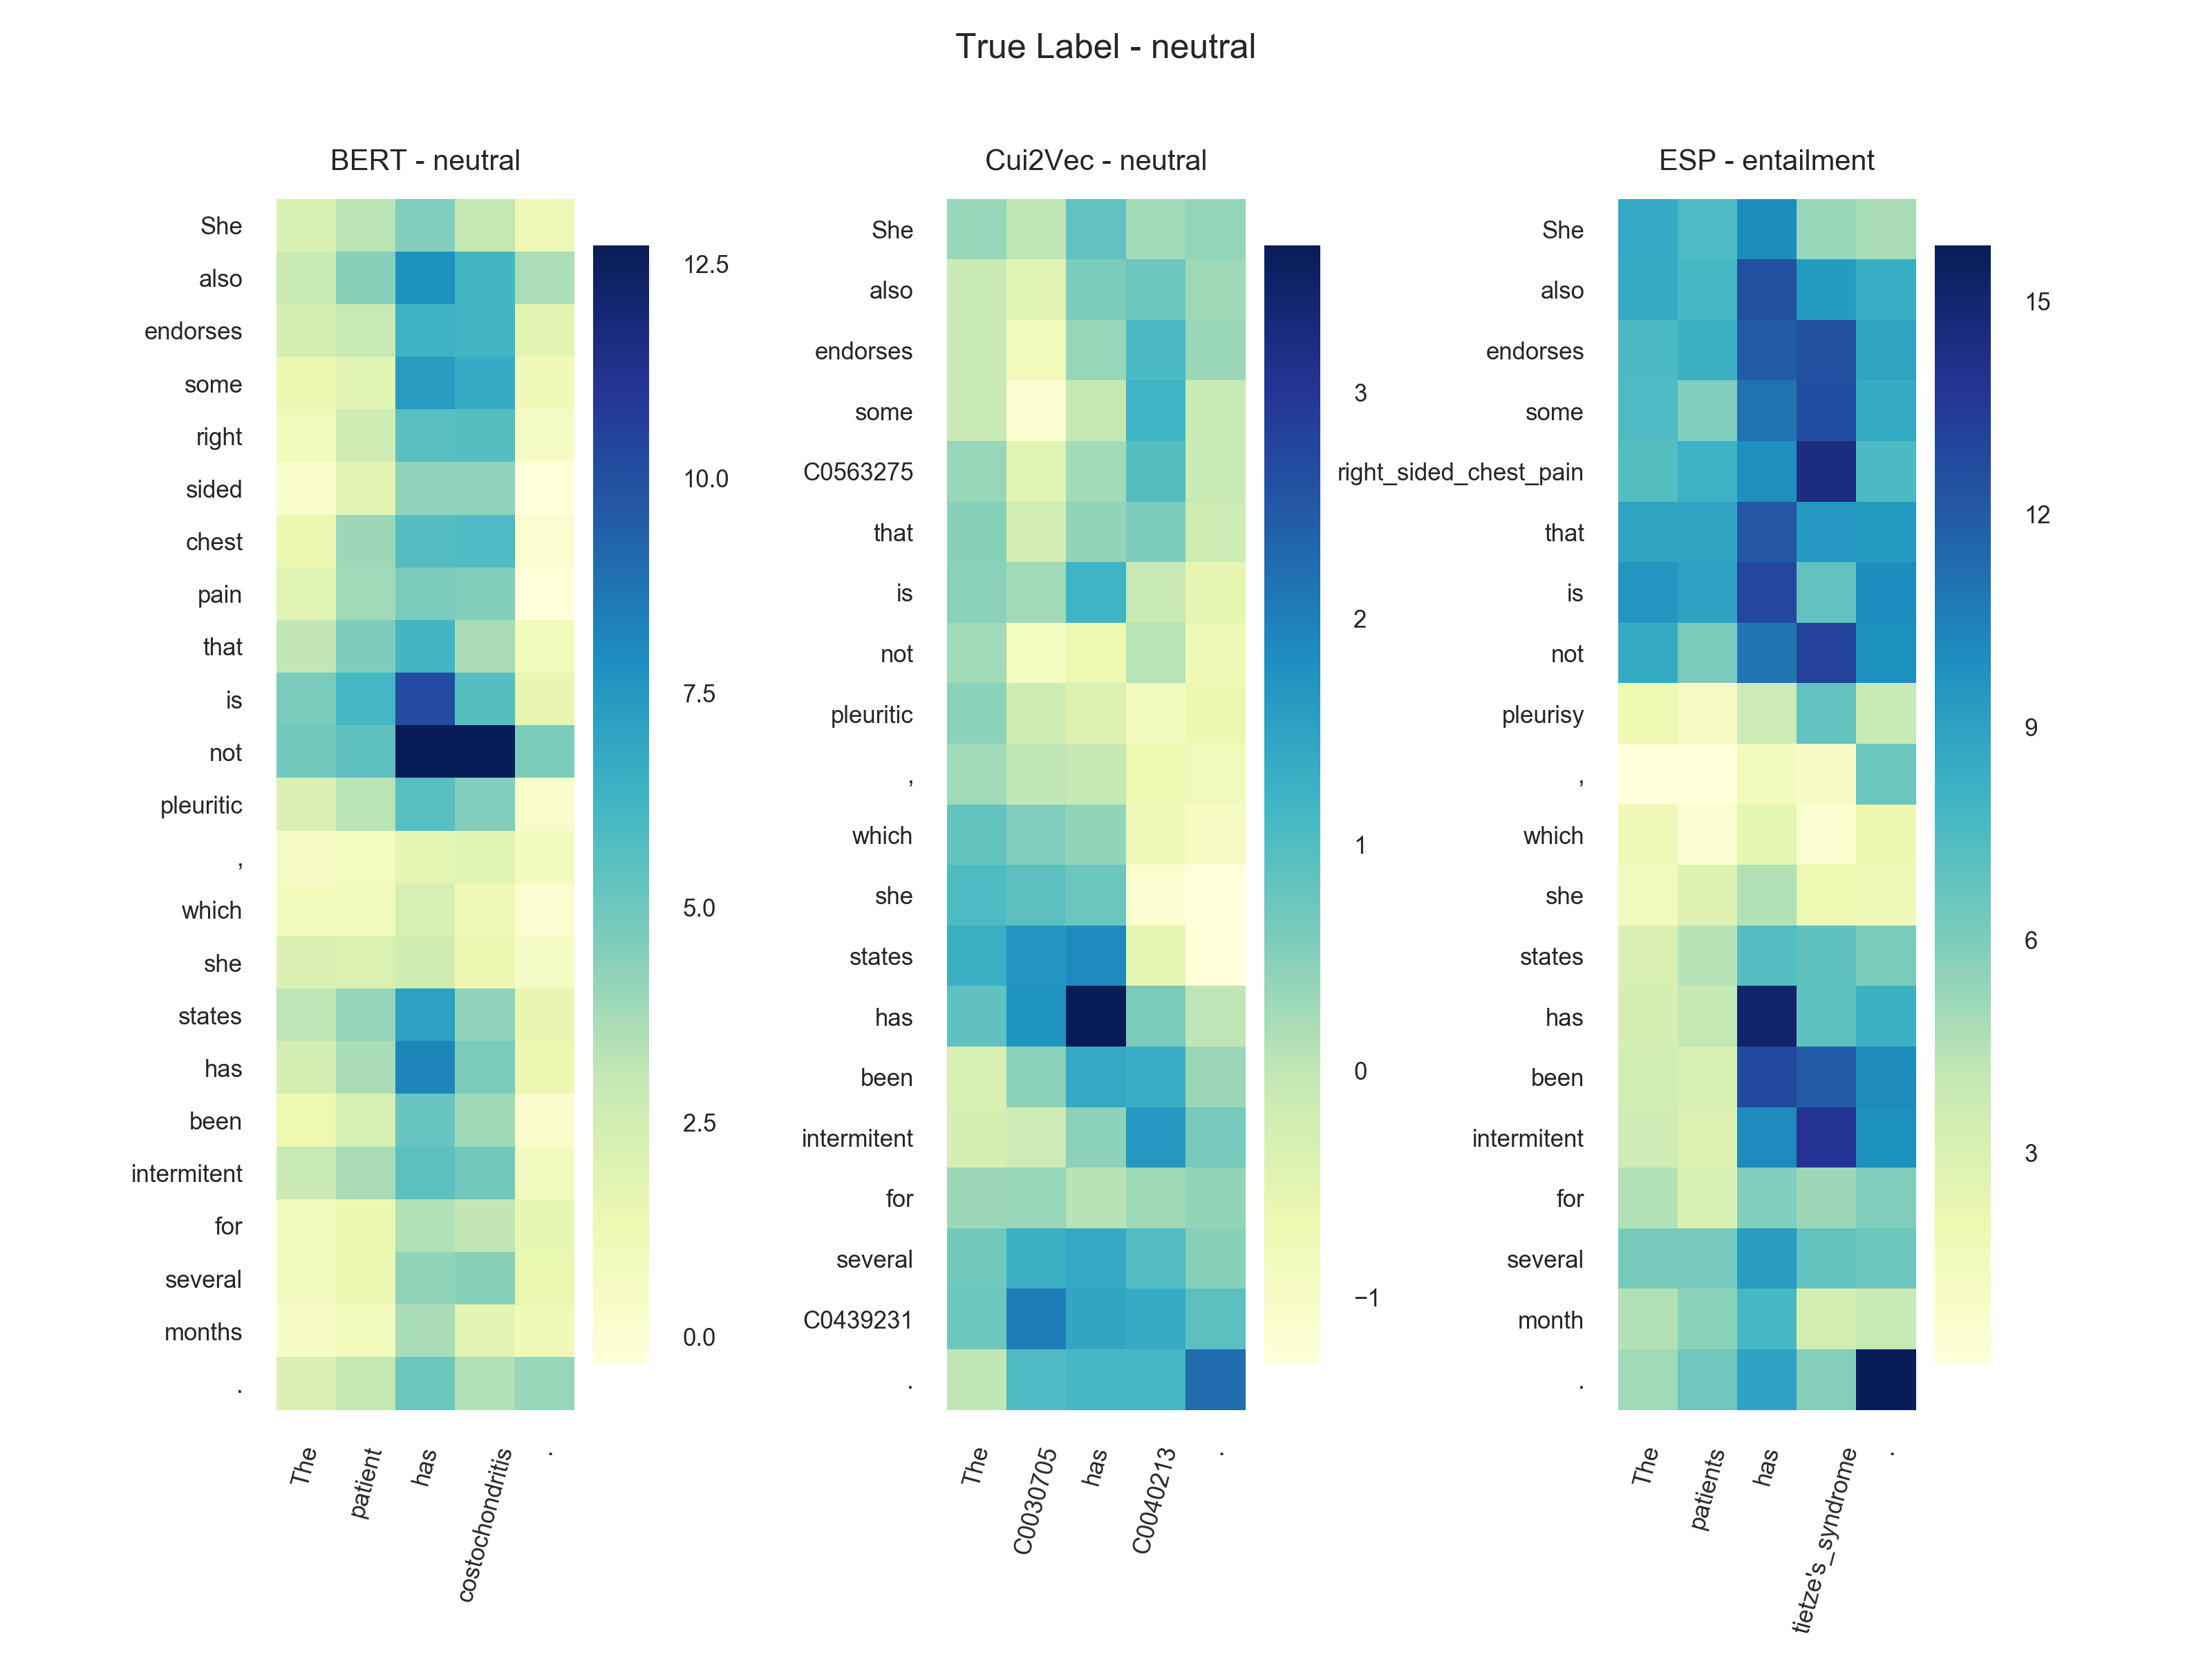 True Label - neutral
BERT - neutral
She
also
endorses
some
right
sided
chest
pain
that
is
not
pleuritic
,
which
she
states
has
been
intermitent
for
several
months
.
The
patient
has
costochondritis
.
12.5
10.0
7.5
5.0
2.5
0.0
Cui2Vec - neutral
She
also
endorses
some
C0563275
that
is
not
pleuritic
,
which
she
states
has
been
intermitent
for
several
C0439231
.
The
C0030705
has
C0040213
.
3
2
1
0
−1
ESP - entailment
She
also
endorses
some
right_sided_chest_pain
that
is
not
pleurisy
,
which
she
states
has
been
intermitent
for
several
month
.
The
patients
has
tietze's_syndrome
.
15
12
9
6
3